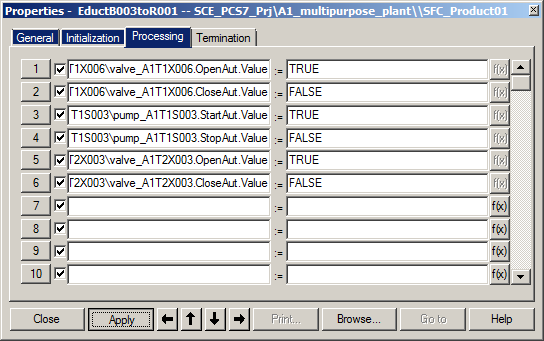 Properties - EductB003toR001 -- SCE_PCS7_Prj\A1_multipurpose_plant\\SFC_Product01
General Initialization Processing Termination
1 T1X006\valve_A1T1X006.OpenAut.Value := TRUE f(x)
2 T1X006\valve_A1T1X006.CloseAut.Value := FALSE f(x)
3 T1S003\pump_A1T1S003.StartAut.Value := TRUE f(x)
4 T1S003\pump_A1T1S003.StopAut.Value := FALSE f(x)
5 T2X003\valve_A1T2X003.OpenAut.Value := TRUE f(x)
6 T2X003\valve_A1T2X003.CloseAut.Value := FALSE f(x)
7 := f(x)
8 := f(x)
9 := f(x)
10 := f(x)
Close Apply Print... Browse... Go to Help